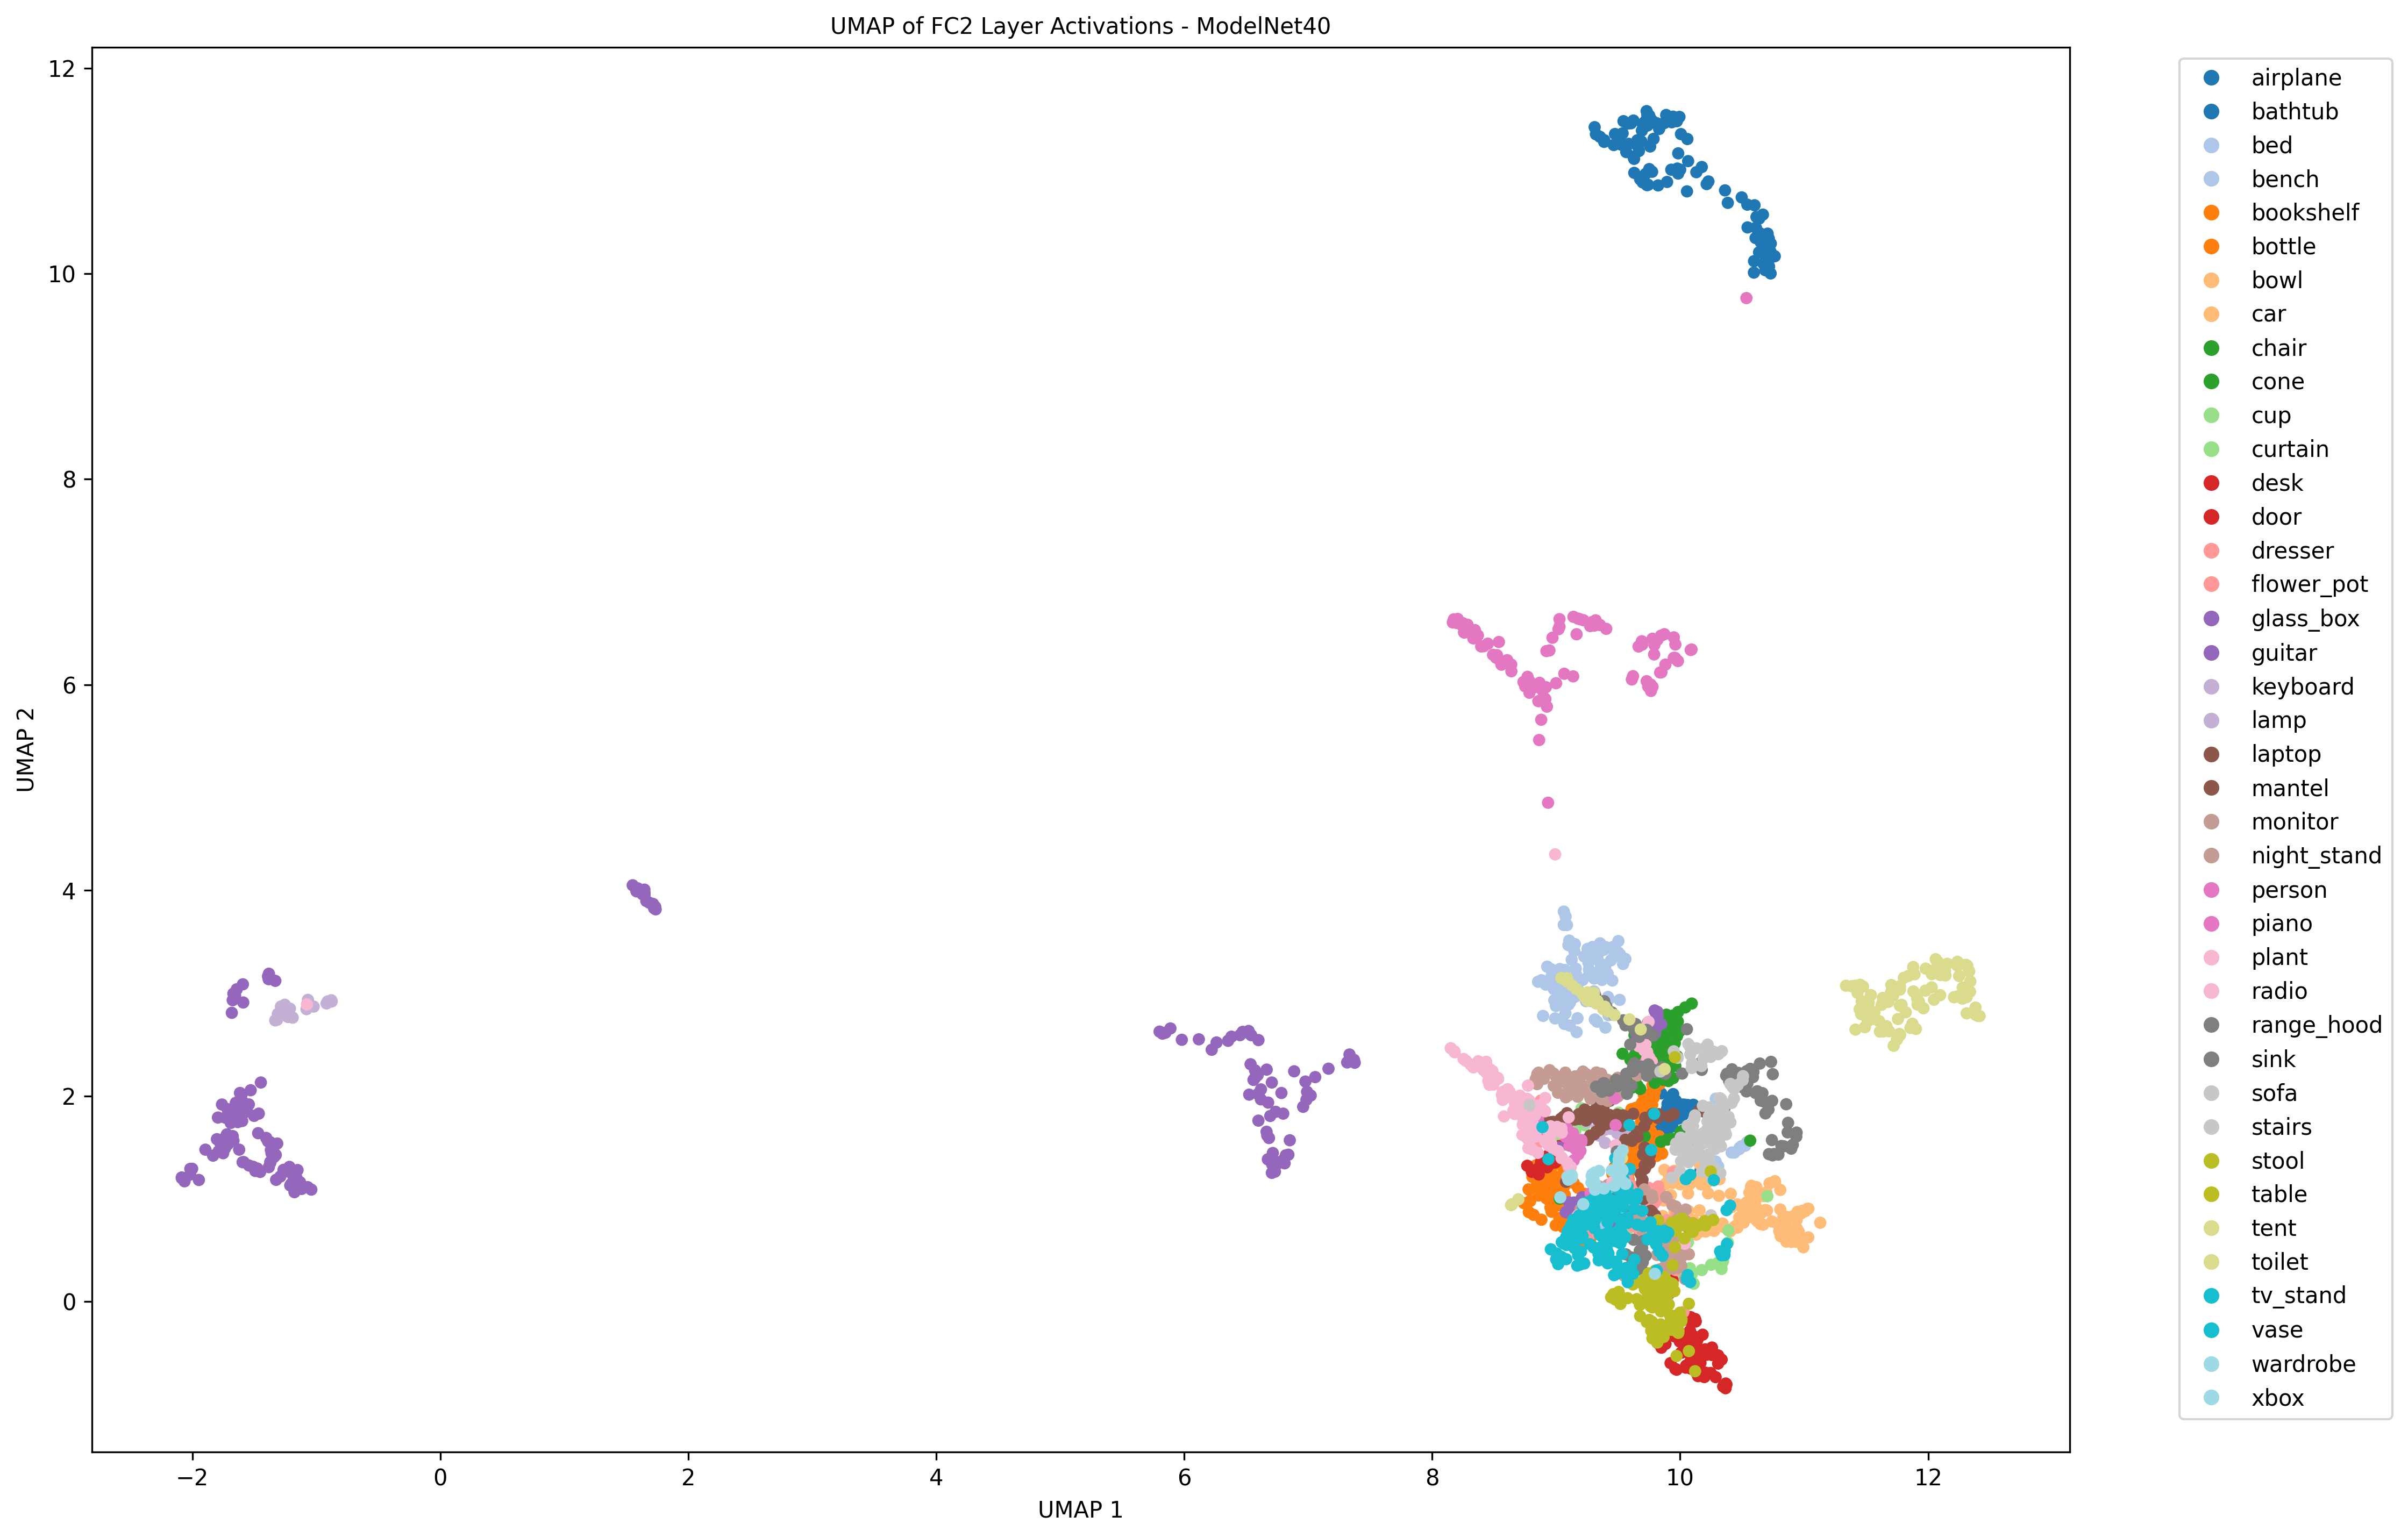 UMAP of FC2 Layer Activations - ModelNet40
12
10
8
6
4
2
0
UMAP 2
−2
0
2
4
6
8
10
12
UMAP 1
airplane
bathtub
bed
bench
bookshelf
bottle
bowl
car
chair
cone
cup
curtain
desk
door
dresser
flower_pot
glass_box
guitar
keyboard
lamp
laptop
mantel
monitor
night_stand
person
piano
plant
radio
range_hood
sink
sofa
stairs
stool
table
tent
toilet
tv_stand
vase
wardrobe
xbox